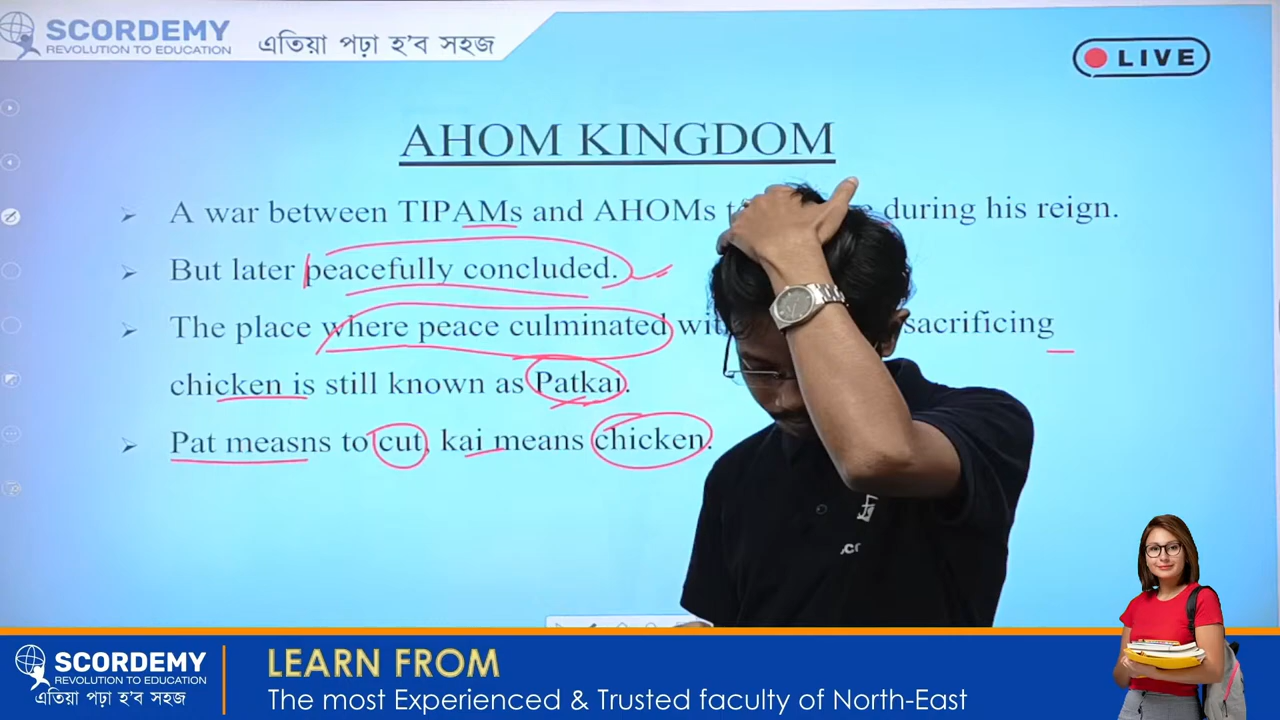 SCORDEMY
REVOLUTION TO EDUCATION
এতিয়া পঢ়া হ'ব সহজ
LIVE
AHOM KINGDOM
A war between TIPAMs and AHOMs during his reign.
But later peacefully concluded.
The place where peace culminated sacrificing
chicken is still known as Patkai.
Pat measns to cut, kai means chicken.
SCORDEMY
REVOLUTION TO EDUCATION
এতিয়া পঢ়া হ'ব সহজ
LEARN FROM
The most Experienced & Trusted faculty of North-East